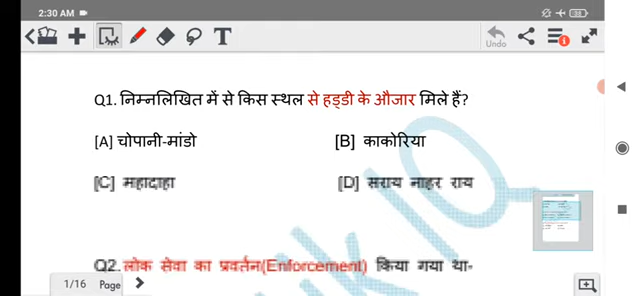 2:30 AM
38
Undo
Q1. निम्नलिखित में से किस स्थल से हड्डी के औजार मिले हैं?
[A] चोपानी-मांडो [B] काकोरिया
[C] महादाहा [D] सराय नाहर राय
Q2. लोक सेवा का प्रवर्तन(Enforcement) किया गया था-
1/16 Page